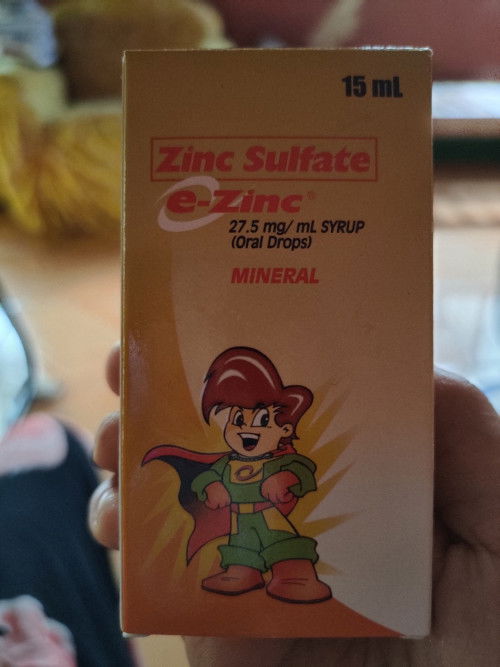 15 mL
Zinc Sulfate
e-Zinc®
27.5 mg/ mL SYRUP
(Oral Drops)
MINERAL